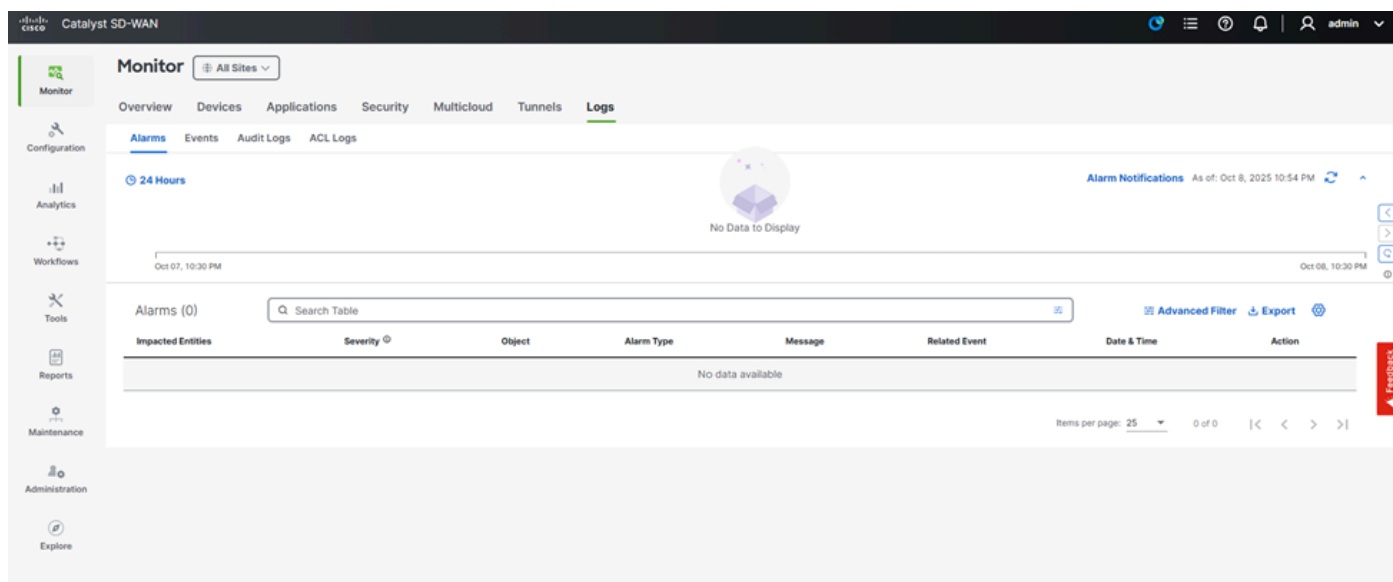 CISCO Catalyst SD-WAN admin
Monitor All Sites
Monitor
Overview Devices Applications Security Multicloud Tunnels Logs
Configuration
Alarms Events Audit Logs ACL Logs
Analytics
24 Hours
Alarm Notifications As of: Oct 8, 2025 10:54 PM
No Data to Display
Workflows
Oct 07, 10:30 PM Oct 08, 10:30 PM
Tools
Alarms (0) Search Table Advanced Filter Export
Impacted Entities Severity Object Alarm Type Message Related Event Date & Time Action
Reports
No data available
Feedback
Maintenance
Items per page: 25 0 of 0
Administration
Explore